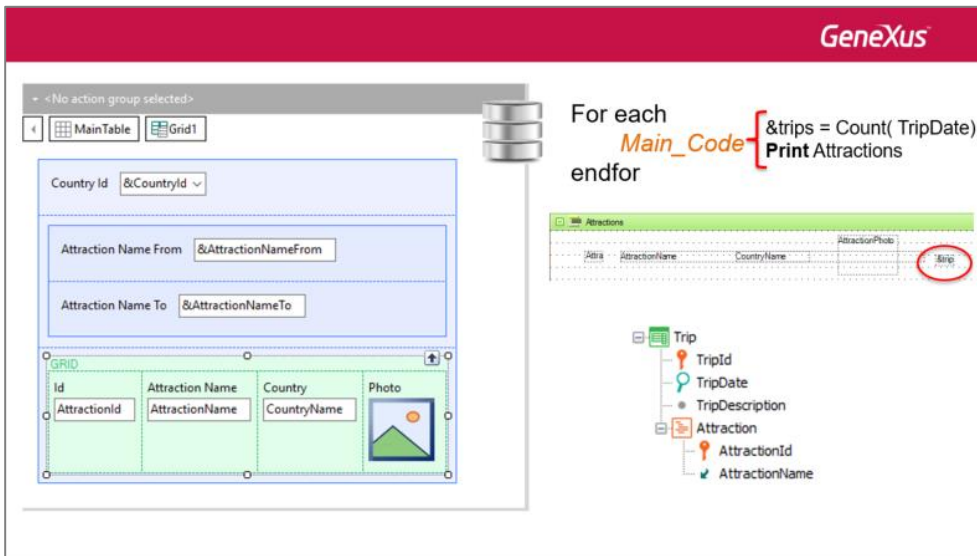 GeneXus
<No action group selected>
MainTable Grid1
Country Id &CountryId
Attraction Name From &AttractionNameFrom
Attraction Name To &AttractionNameTo
GRID
Id Attraction Name Country Photo
AttractionId AttractionName CountryName
For each
Main_Code
endfor
&trips = Count( TripDate)
Print Attractions
Attractions
AttractionPhoto
Attra AttractionName CountryName &trip
Trip
TripId
TripDate
TripDescription
Attraction
AttractionId
AttractionName